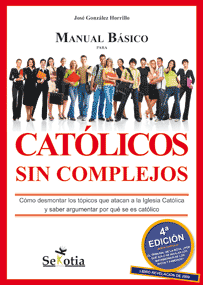 José González Horrillo
MANUAL BÁSICO
PARA
CATÓLICOS
SIN COMPLEJOS
Cómo desmontar los tópicos que atacan a la Iglesia Católica
y saber argumentar por qué se es católico
4ª
EDICIÓN
SeKotia
LIBRO REVELACIÓN DE 2009